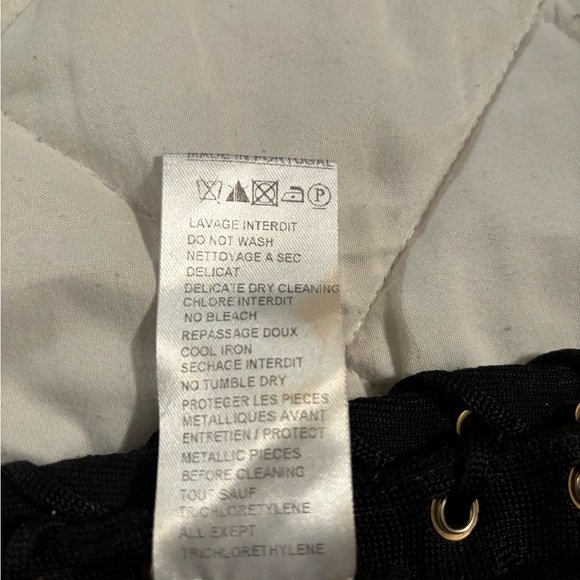 MADE IN PORTUGAL
P
LAVAGE INTERDIT
DO NOT WASH
NETTOYAGE A SEC
DELICAT
DELICATE DRY CLEANING
CHLORE INTERDIT
NO BLEACH
REPASSAGE DOUX
COOL IRON
SECHAGE INTERDIT
NO TUMBLE DRY
PROTEGER LES PIECES
METALLIQUES AVANT
ENTRETIEN / PROTECT
METALLIC PIECES
BEFORE CLEANING
TOUT SAUF
TRICHLORETYLENE
ALL EXEPT
TRICHLORETHYLENE